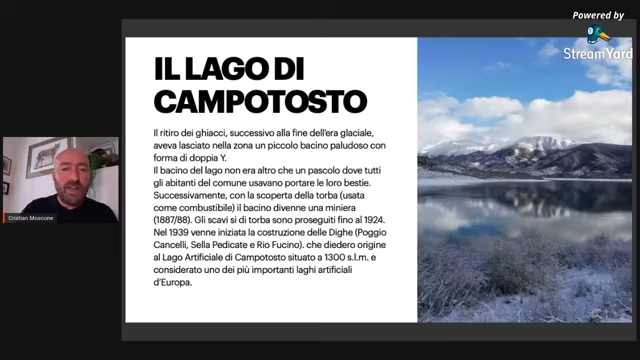 Powered by
StreamYard
IL LAGO DI
CAMPOTOSTO
Il ritiro dei ghiacci, successivo alla fine dell'era glaciale,
aveva lasciato nella zona un piccolo bacino paludoso con
forma di doppia Y.
Il bacino del lago non era altro che un pascolo dove tutti
gli abitanti del comune usavano portare le loro bestie.
Successivamente, con la scoperta della torba (usata
come combustibile) il bacino divenne una miniera
(1887/88). Gli scavi si di torba sono proseguiti fino al 1924.
Nel 1939 venne iniziata la costruzione delle Dighe (Poggio
Cancelli, Sella Pedicate e Rio Fucino). che diedero origine
al Lago Artificiale di Campotosto situato a 1300 s.l.m. e
considerato uno dei più importanti laghi artificiali
d'Europa.
Cristian Moscone